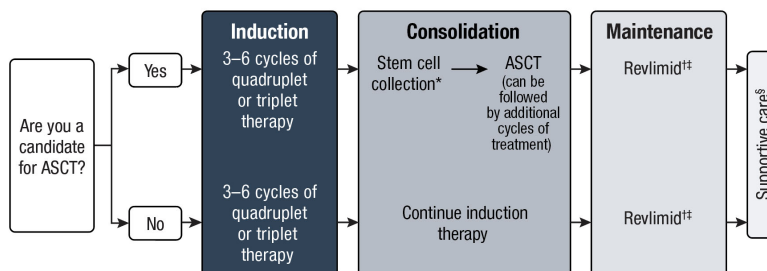 Induction
Consolidation
Maintenance
Are you a
candidate
for ASCT?
Yes
3–6 cycles of
quadruplet
or triplet
therapy
Stem cell
collection*
ASCT
(can be
followed
by additional
cycles of
treatment)
Revlimid†‡
No
3–6 cycles of
quadruplet
or triplet
therapy
Continue induction
therapy
Revlimid†‡
Supportive care§